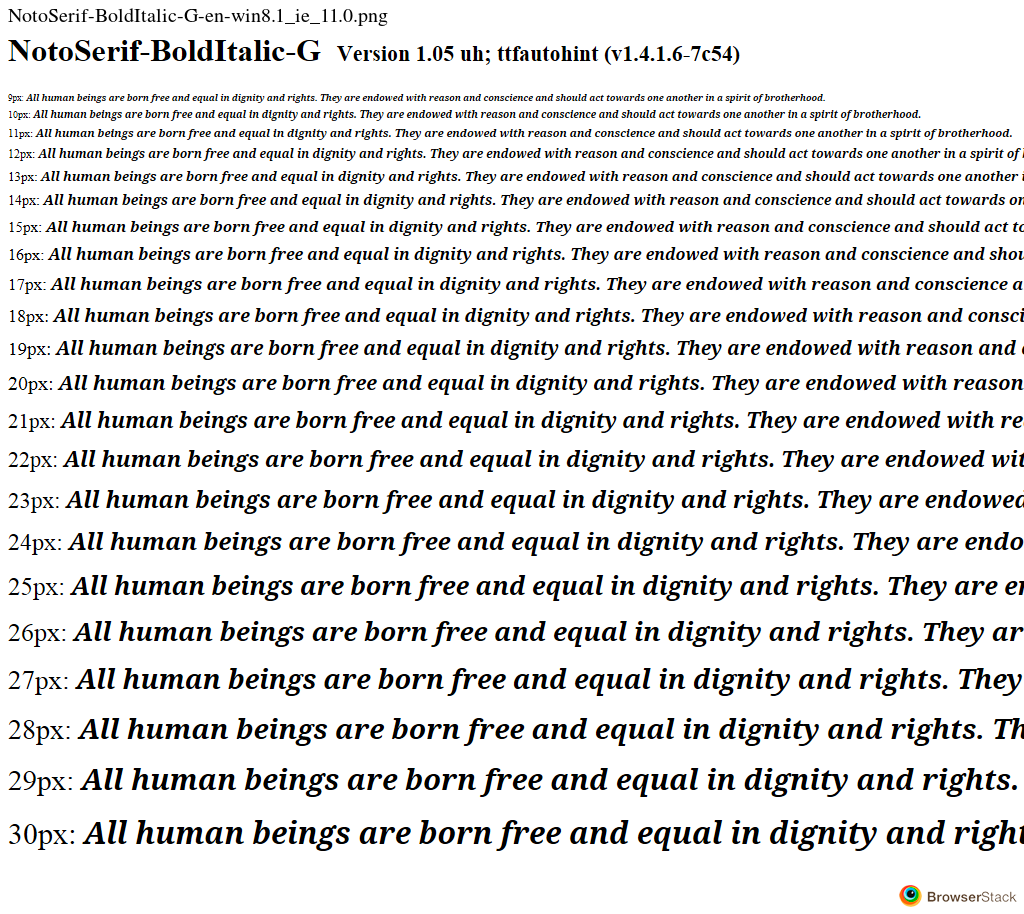 NotoSerif-BoldItalic-G-en-win8.1_ie_11.0.png
NotoSerif-BoldItalic-G Version 1.05 uh; ttfautohint (v1.4.1.6-7c54)
9px: All human beings are born free and equal in dignity and rights. They are endowed with reason and conscience and should act towards one another in a spirit of brotherhood.
10px: All human beings are born free and equal in dignity and rights. They are endowed with reason and conscience and should act towards one another in a spirit of brotherhood.
11px: All human beings are born free and equal in dignity and rights. They are endowed with reason and conscience and should act towards one another in a spirit of brotherhood.
12px: All human beings are born free and equal in dignity and rights. They are endowed with reason and conscience and should act towards one another in a spirit of
13px: All human beings are born free and equal in dignity and rights. They are endowed with reason and conscience and should act towards one another
14px: All human beings are born free and equal in dignity and rights. They are endowed with reason and conscience and should act towards on
15px: All human beings are born free and equal in dignity and rights. They are endowed with reason and conscience and should act to
16px: All human beings are born free and equal in dignity and rights. They are endowed with reason and conscience and shou
17px: All human beings are born free and equal in dignity and rights. They are endowed with reason and conscience a
18px: All human beings are born free and equal in dignity and rights. They are endowed with reason and consci
19px: All human beings are born free and equal in dignity and rights. They are endowed with reason and
20px: All human beings are born free and equal in dignity and rights. They are endowed with reason
21px: All human beings are born free and equal in dignity and rights. They are endowed with re
22px: All human beings are born free and equal in dignity and rights. They are endowed wit
23px: All human beings are born free and equal in dignity and rights. They are endowed
24px: All human beings are born free and equal in dignity and rights. They are endo
25px: All human beings are born free and equal in dignity and rights. They are en
26px: All human beings are born free and equal in dignity and rights. They ar
27px: All human beings are born free and equal in dignity and rights. They
28px: All human beings are born free and equal in dignity and rights. Th
29px: All human beings are born free and equal in dignity and rights.
30px: All human beings are born free and equal in dignity and right
BrowserStack